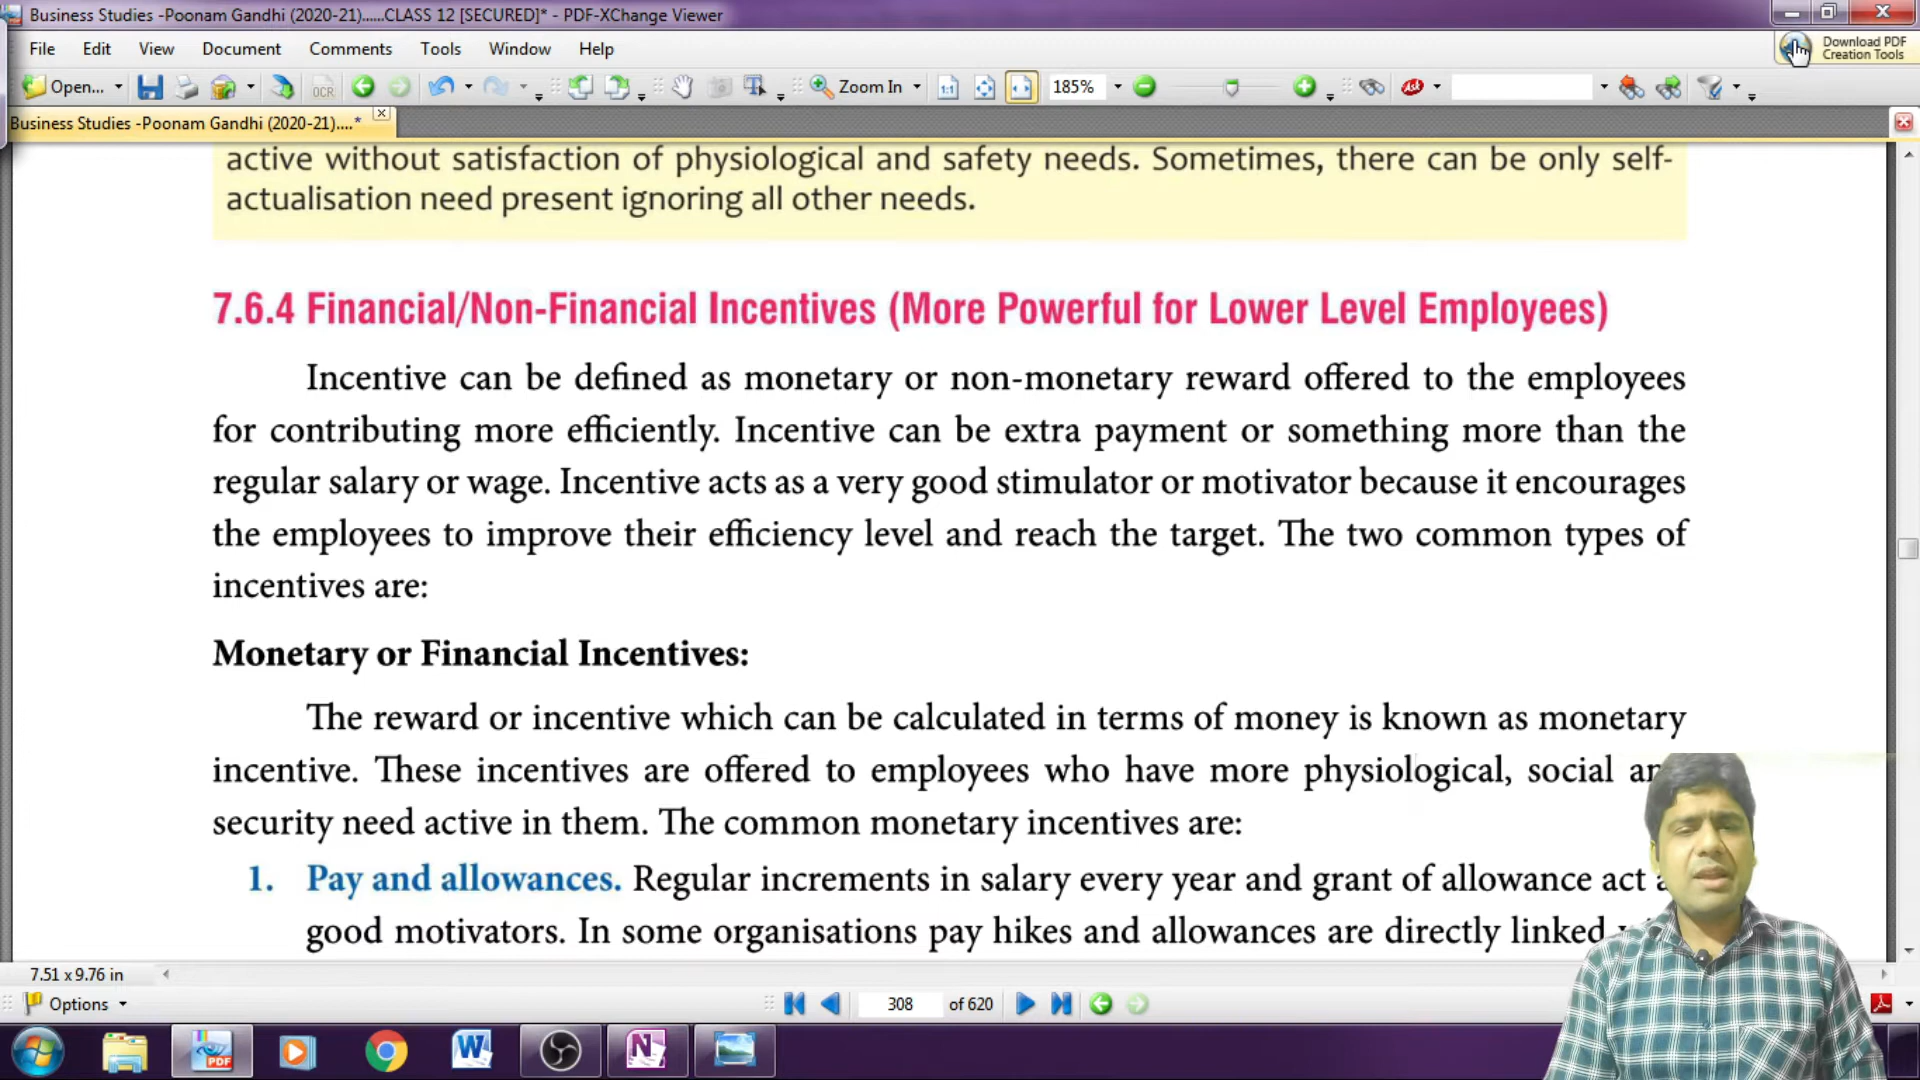 Business Studies -Poonam Gandhi (2020-21)......CLASS 12 [SECURED]* - PDF-XChange Viewer
File Edit View Document Comments Tools Window Help
Download PDF
Creation Tools
Open... OCR Zoom In 185%
Business Studies -Poonam Gandhi (2020-21)....*
active without satisfaction of physiological and safety needs. Sometimes, there can be only self-
actualisation need present ignoring all other needs.
7.6.4 Financial/Non-Financial Incentives (More Powerful for Lower Level Employees)
Incentive can be defined as monetary or non-monetary reward offered to the employees
for contributing more efficiently. Incentive can be extra payment or something more than the
regular salary or wage. Incentive acts as a very good stimulator or motivator because it encourages
the employees to improve their efficiency level and reach the target. The two common types of
incentives are:
Monetary or Financial Incentives:
The reward or incentive which can be calculated in terms of money is known as monetary
incentive. These incentives are offered to employees who have more physiological, social
security need active in them. The common monetary incentives are:
1. Pay and allowances. Regular increments in salary every year and grant of allowance act
good motivators. In some organisations pay hikes and allowances are directly linked
7.51 x 9.76 in
Options 308 of 620